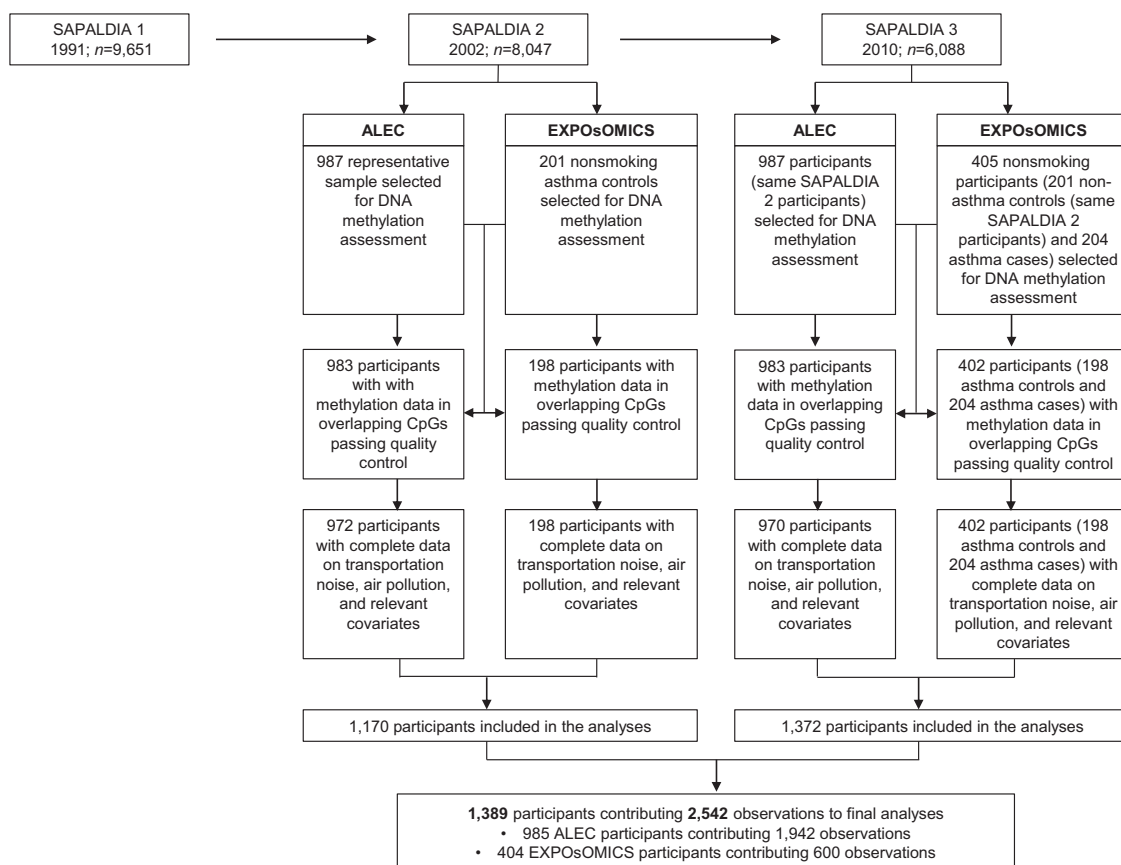 SAPALDIA 1
1991; n=9,651
SAPALDIA 2
2002; n=8,047
SAPALDIA 3
2010; n=6,088
ALEC
987 representative
sample selected
for DNA
methylation
assessment
EXPOsOMICS
201 nonsmoking
asthma controls
selected for DNA
methylation
assessment
ALEC
987 participants
(same SAPALDIA
2 participants)
selected for DNA
methylation
assessment
EXPOsOMICS
405 nonsmoking
participants (201 non-
asthma controls (same
SAPALDIA 2
participants) and 204
asthma cases) selected
for DNA methylation
assessment
983 participants
with with
methylation data in
overlapping CpGs
passing quality
control
198 participants with
methylation data in
overlapping CpGs
passing quality control
983 participants
with methylation
data in overlapping
CpGs passing
quality control
402 participants (198
asthma controls and
204 asthma cases) with
methylation data in
overlapping CpGs
passing quality control
972 participants
with complete data
on transportation
noise, air pollution,
and relevant
covariates
198 participants with
complete data on
transportation noise, air
pollution, and relevant
covariates
970 participants
with complete data
on transportation
noise, air pollution,
and relevant
covariates
402 participants (198
asthma controls and
204 asthma cases) with
complete data on
transportation noise, air
pollution, and relevant
covariates
1,170 participants included in the analyses
1,372 participants included in the analyses
1,389 participants contributing 2,542 observations to final analyses
• 985 ALEC participants contributing 1,942 observations
• 404 EXPOsOMICS participants contributing 600 observations